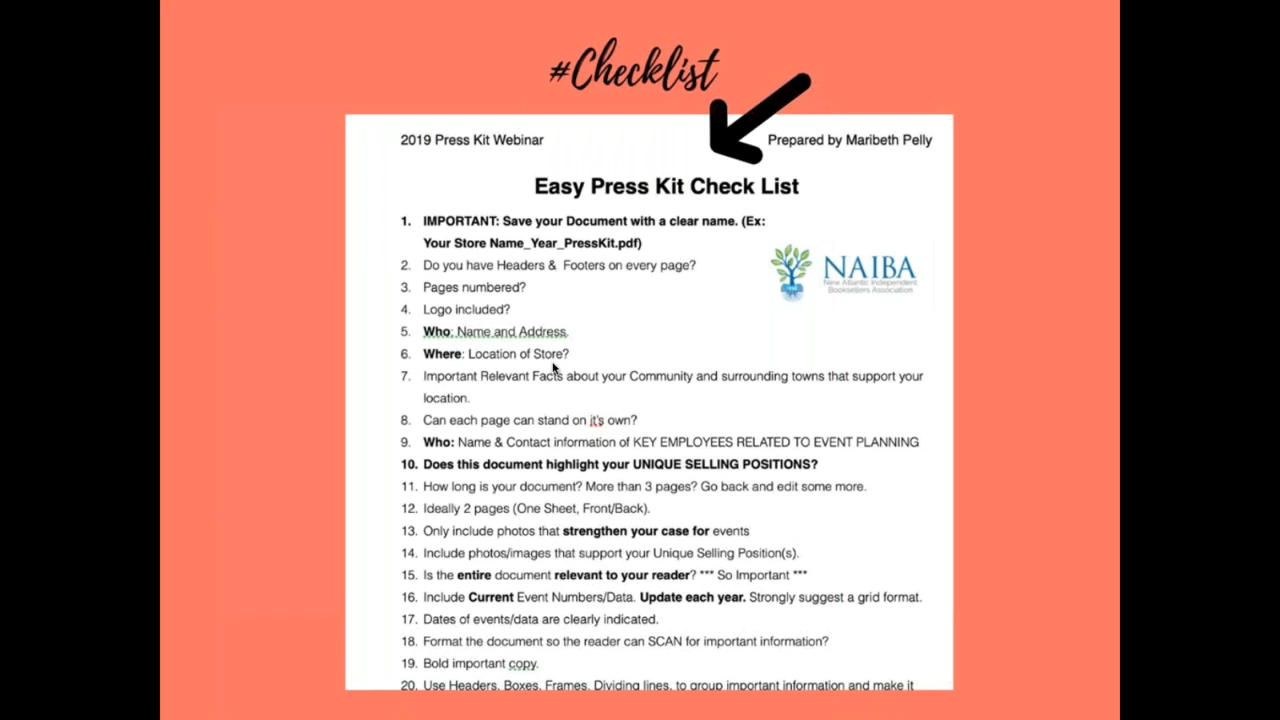 #Checklist
2019 Press Kit Webinar Prepared by Maribeth Pelly
Easy Press Kit Check List
1. IMPORTANT: Save your Document with a clear name. (Ex:
Your Store Name_Year_PressKit.pdf)
2. Do you have Headers & Footers on every page?
3. Pages numbered?
4. Logo included?
5. Who: Name and Address.
6. Where: Location of Store?
7. Important Relevant Facts about your Community and surrounding towns that support your
location.
8. Can each page can stand on it's own?
9. Who: Name & Contact information of KEY EMPLOYEES RELATED TO EVENT PLANNING
10. Does this document highlight your UNIQUE SELLING POSITIONS?
11. How long is your document? More than 3 pages? Go back and edit some more.
12. Ideally 2 pages (One Sheet, Front/Back).
13. Only include photos that strengthen your case for events
14. Include photos/images that support your Unique Selling Position(s).
15. Is the entire document relevant to your reader? *** So Important ***
16. Include Current Event Numbers/Data. Update each year. Strongly suggest a grid format.
17. Dates of events/data are clearly indicated.
18. Format the document so the reader can SCAN for important information?
19. Bold important copy.
20. Use Headers, Boxes, Frames, Dividing lines, to group important information and make it
NAIBA
New Atlantic Independent
Booksellers Association